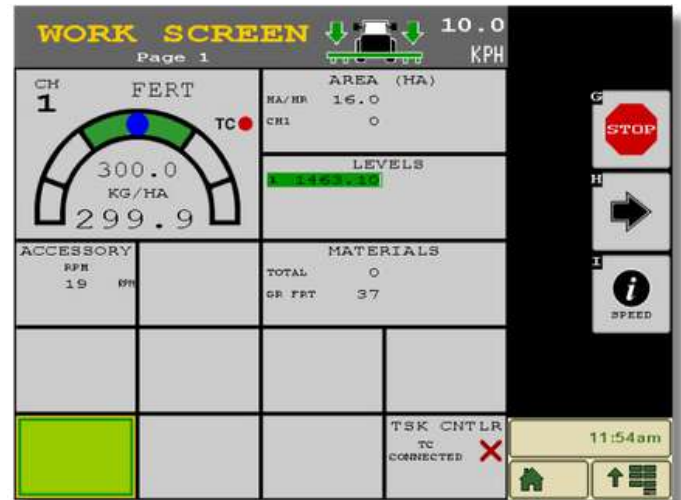 WORK SCREEN
Page 1
10.0
KPH
CH
1
FERT
TC
300.0
KG/HA
299.9
AREA (HA)
HA/HR 16.0
CH1 0
LEVELS
1 1463.10
ACCESSORY
RPM
19 RPM
MATERIALS
TOTAL 0
GR FRT 37
TSK CNTLR
TC
CONNECTED
G
STOP
H
I
i
SPEED
11:54am